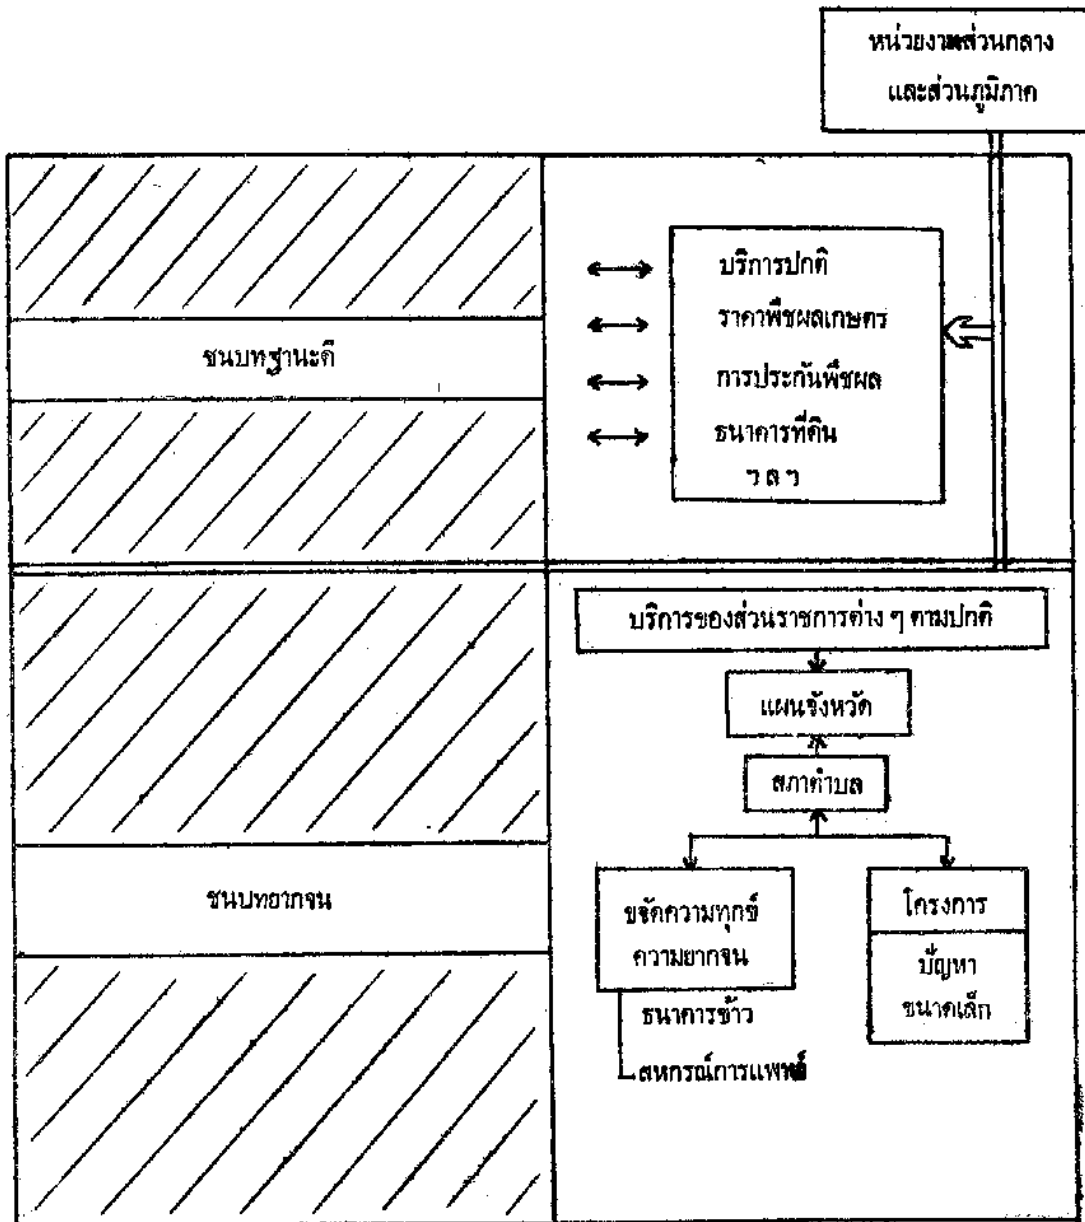 หน่วยงานส่วนกลาง
และส่วนภูมิภาค
ชนบทฐานะดี
บริการปกติ
ราคาพืชผลเกษตร
การประกันพืชผล
ธนาคารที่ดิน
ฯลฯ
บริการของส่วนราชการต่าง ๆ ตามปกติ
แผนจังหวัด
สภาตำบล
ชนบทยากจน
ขจัดความทุกข์
ความยากจน
ธนาคารข้าว
สหกรณ์การแพทย์
โครงการ
ปัญหา
ขนาดเล็ก